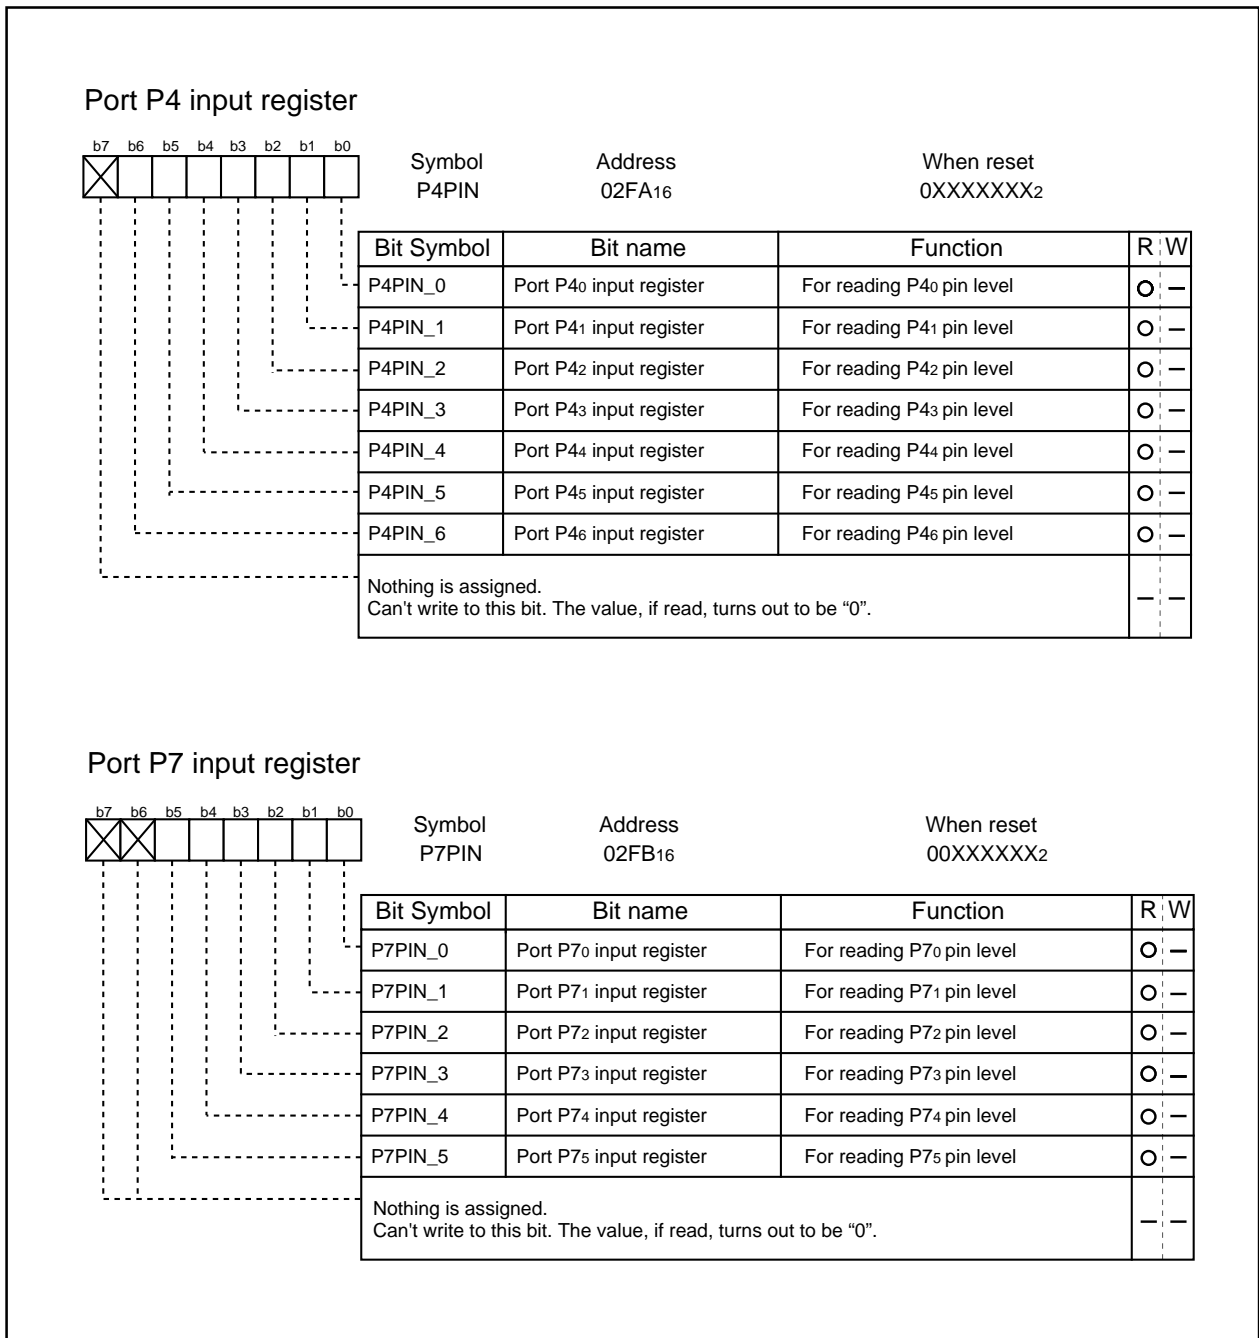 Port P4 input register
b7 b6 b5 b4 b3 b2 b1 b0
Symbol Address When reset
P4PIN 02FA16 0XXXXXXX2
Bit Symbol Bit name Function R W
P4PIN_0 Port P40 input register For reading P40 pin level O –
P4PIN_1 Port P41 input register For reading P41 pin level O –
P4PIN_2 Port P42 input register For reading P42 pin level O –
P4PIN_3 Port P43 input register For reading P43 pin level O –
P4PIN_4 Port P44 input register For reading P44 pin level O –
P4PIN_5 Port P45 input register For reading P45 pin level O –
P4PIN_6 Port P46 input register For reading P46 pin level O –
Nothing is assigned.
Can't write to this bit. The value, if read, turns out to be “0”. – –
Port P7 input register
b7 b6 b5 b4 b3 b2 b1 b0
Symbol Address When reset
P7PIN 02FB16 00XXXXXX2
Bit Symbol Bit name Function R W
P7PIN_0 Port P70 input register For reading P70 pin level O –
P7PIN_1 Port P71 input register For reading P71 pin level O –
P7PIN_2 Port P72 input register For reading P72 pin level O –
P7PIN_3 Port P73 input register For reading P73 pin level O –
P7PIN_4 Port P74 input register For reading P74 pin level O –
P7PIN_5 Port P75 input register For reading P75 pin level O –
Nothing is assigned.
Can't write to this bit. The value, if read, turns out to be “0”. – –